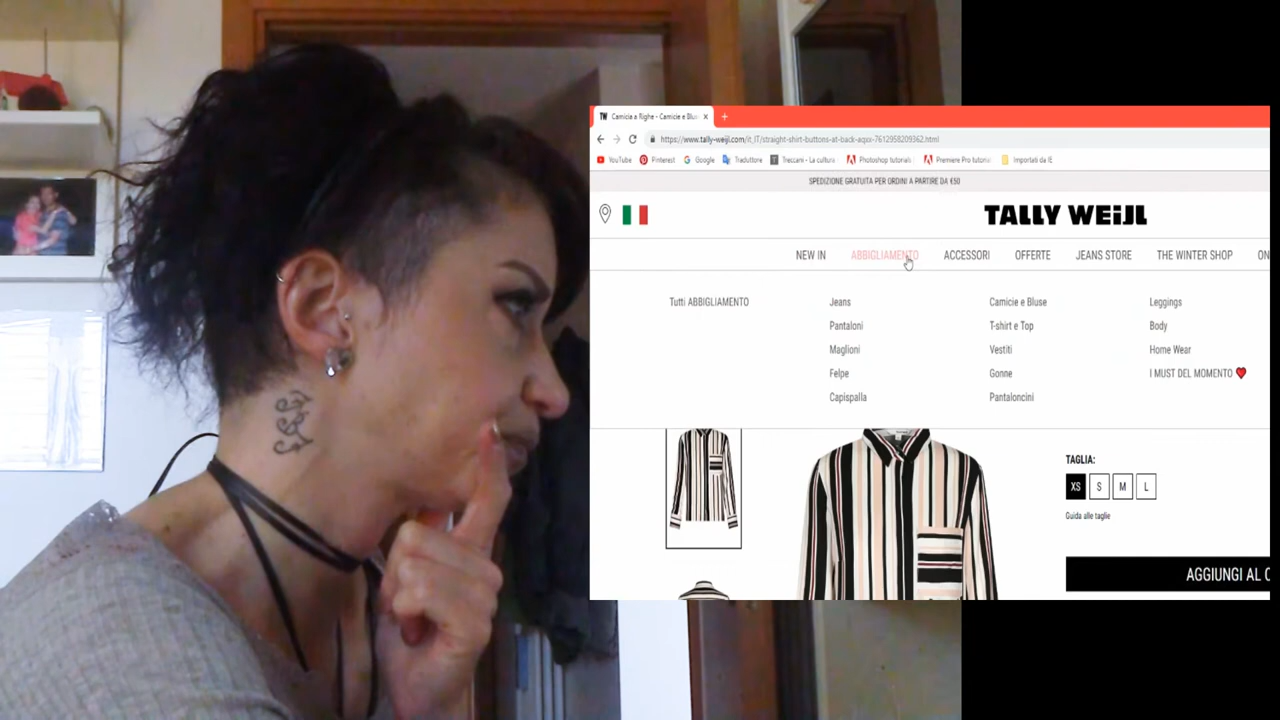 TW Camicia a Righe - Camicie e Blus
https://www.tally-weijl.com/it_IT/straight-shirt-buttons-at-back-aqxx-7612958209362.html
YouTube Pinterest Google Traduttore Treccani - La cultura Photoshop tutorials Premiere Pro tutorial Importati da IE
SPEDIZIONE GRATUITA PER ORDINI A PARTIRE DA €50
TALLY WEiJL
NEW IN ABBIGLIAMENTO ACCESSORI OFFERTE JEANS STORE THE WINTER SHOP ON
Tutti ABBIGLIAMENTO Jeans Camicie e Bluse Leggings
Pantaloni T-shirt e Top Body
Maglioni Vestiti Home Wear
Felpe Gonne I MUST DEL MOMENTO ❤
Capispalla Pantaloncini
TAGLIA:
XS S M L
Guida alle taglie
AGGIUNGI AL C